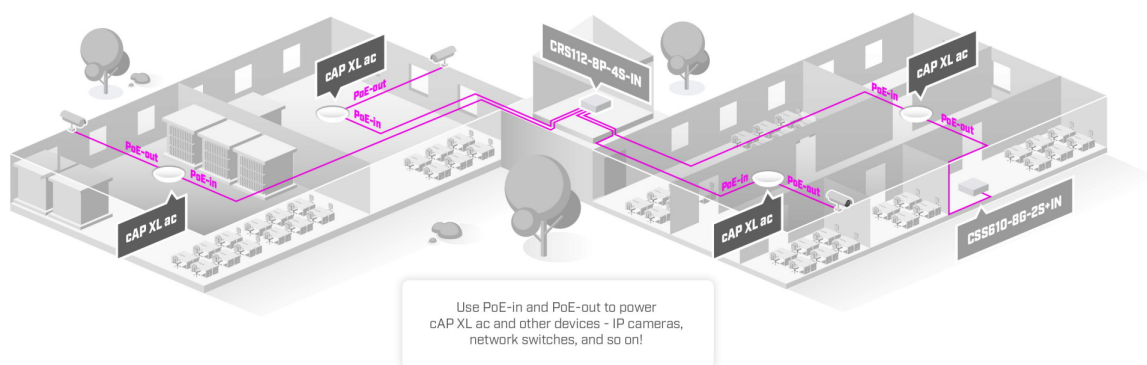 cAP XL ac
CRS112-8P-4S-IN
cAP XL ac
PoE-out
PoE-in
PoE-in
PoE-out
PoE-out
PoE-in
PoE-in
PoE-out
cAP XL ac
cAP XL ac
CSS610-8G-2S+IN
Use PoE-in and PoE-out to power
cAP XL ac and other devices - IP cameras,
network switches, and so on!